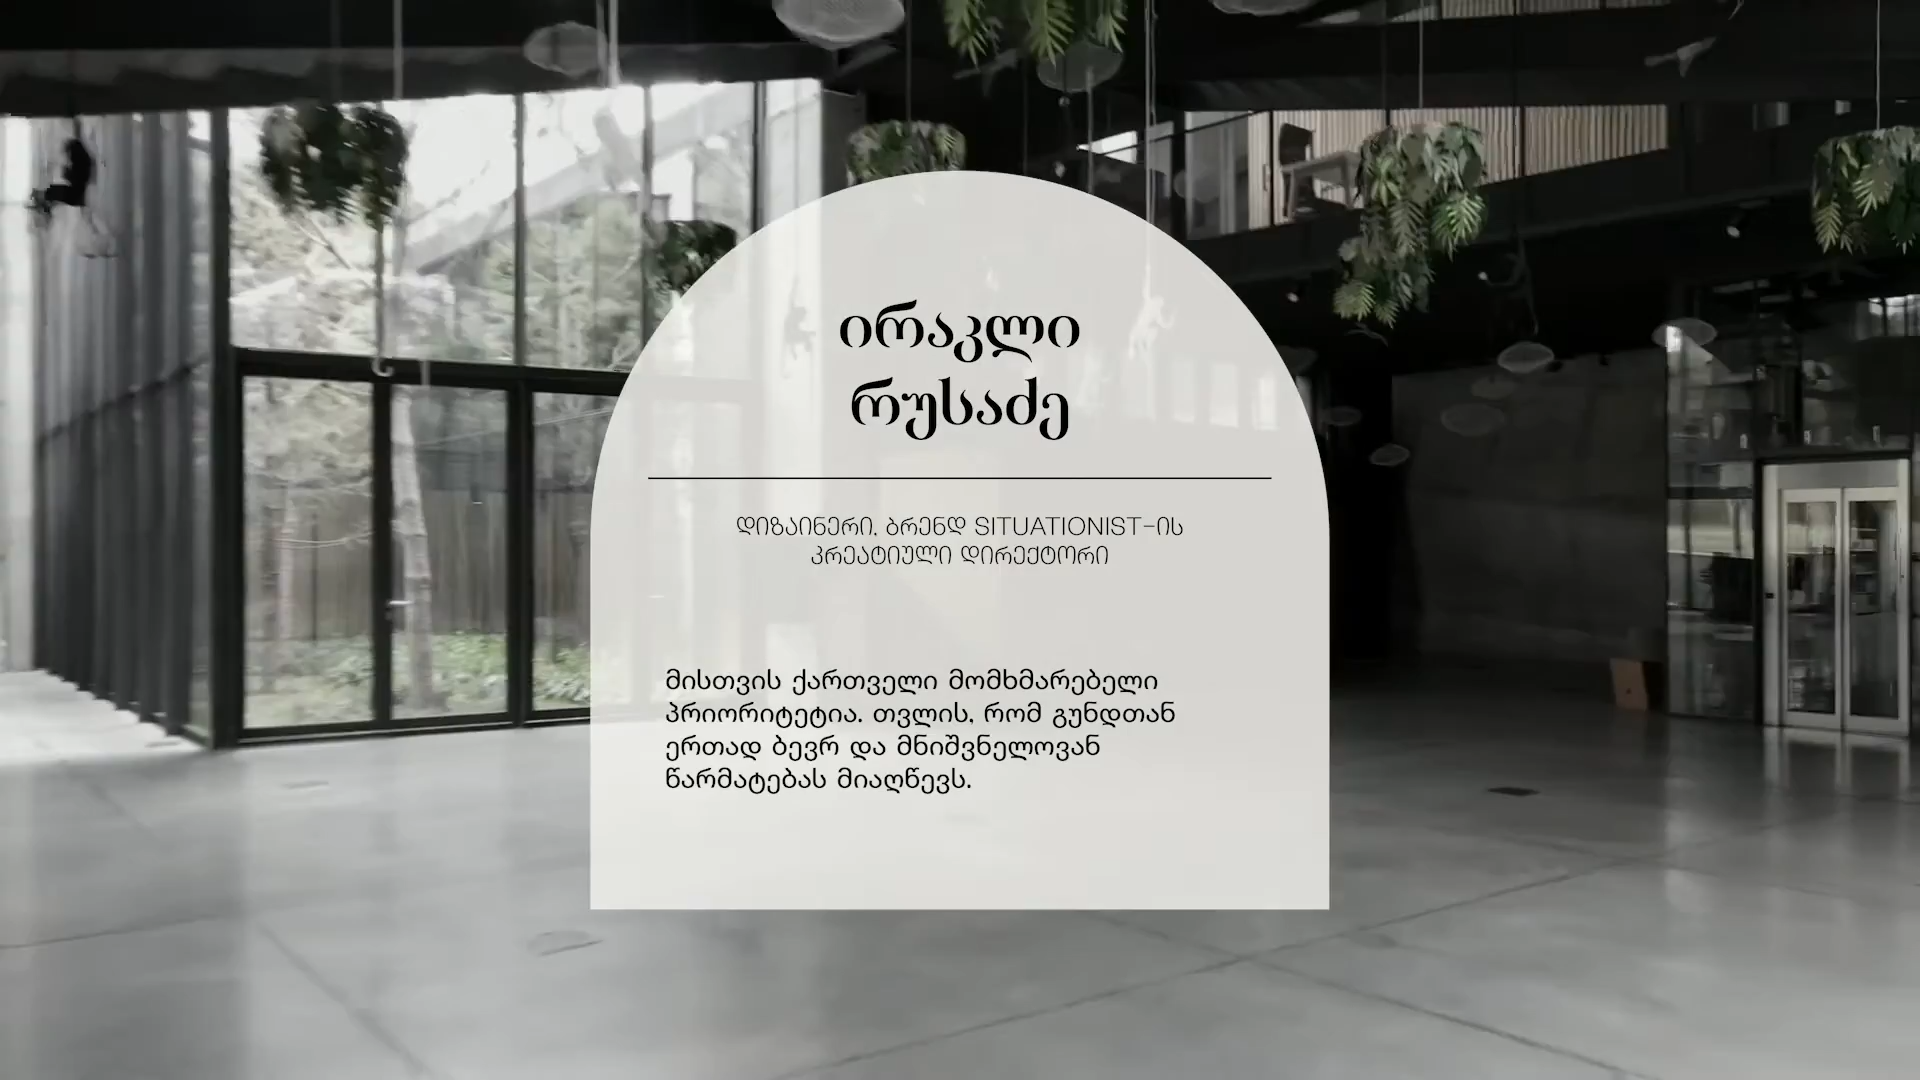 ირაკლი
რუსაძე
დიზაინერი, ბრენდ SITUATIONIST-ის
კრეატიული დირექტორი
მისთვის ქართველი მომხმარებელი
პრიორიტეტია. თვლის, რომ გუნდთან
ერთად ბევრ და მნიშვნელოვან
წარმატებას მიაღწევს.